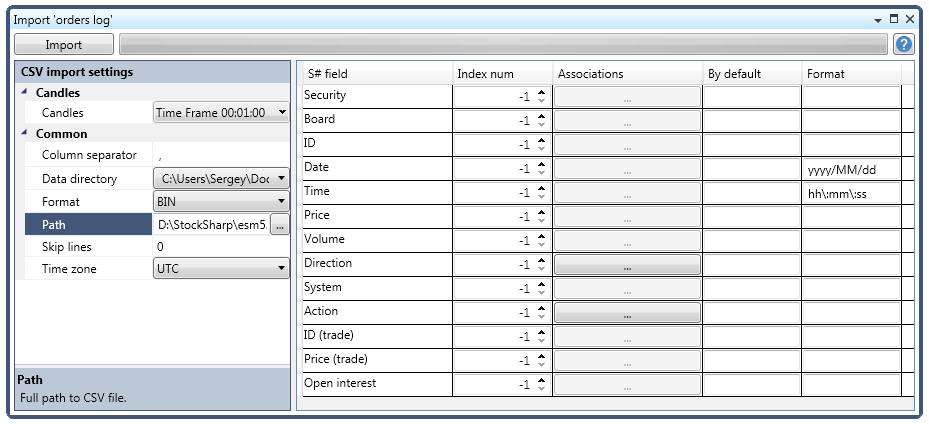 Import 'orders log'
Import
CSV import settings
Candles
Candles Time Frame 00:01:00
Common
Column separator ,
Data directory C:\Users\Sergey\Doc
Format BIN
Path D:\StockSharp\esm5 ...
Skip lines 0
Time zone UTC
Path
Full path to CSV file.
S# field Index num Associations By default Format
Security -1 ...
Board -1 ...
ID -1 ...
Date -1 ... yyyy/MM/dd
Time -1 ... hh\:mm\:ss
Price -1 ...
Volume -1 ...
Direction -1 ...
System -1 ...
Action -1 ...
ID (trade) -1 ...
Price (trade) -1 ...
Open interest -1 ...